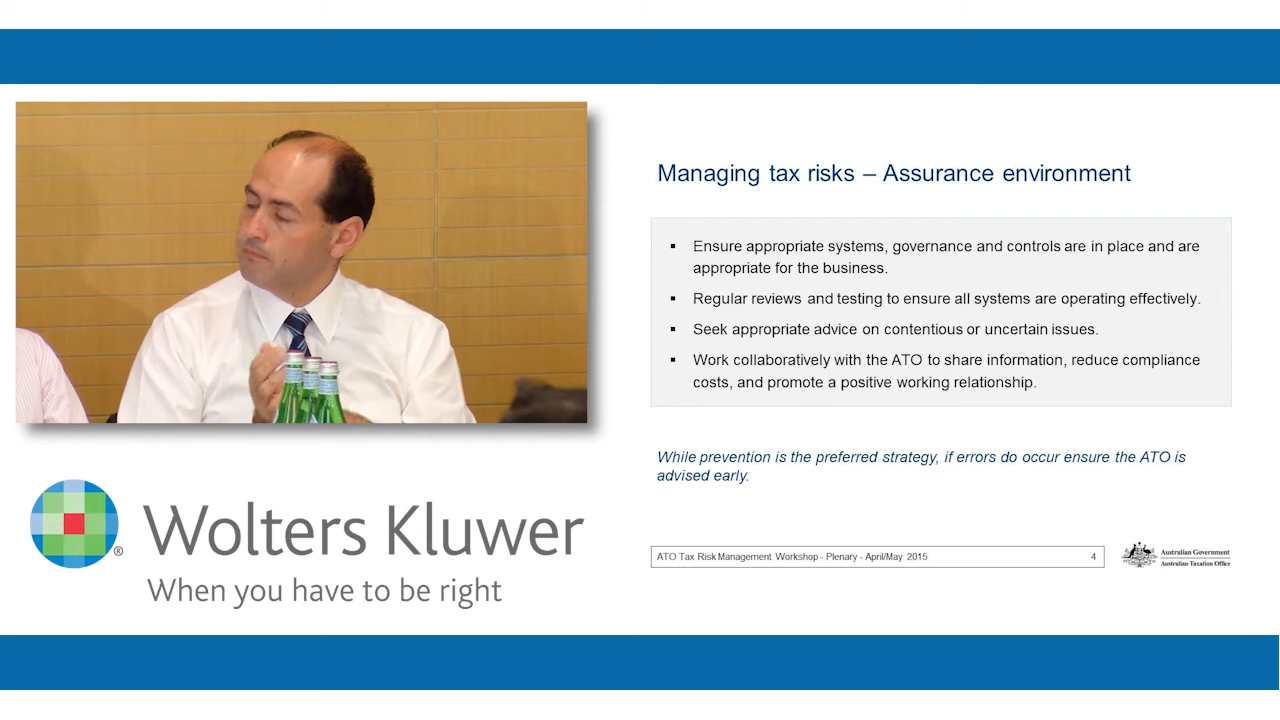 Managing tax risks – Assurance environment
▪ Ensure appropriate systems, governance and controls are in place and are
appropriate for the business.
▪ Regular reviews and testing to ensure all systems are operating effectively.
▪ Seek appropriate advice on contentious or uncertain issues.
▪ Work collaboratively with the ATO to share information, reduce compliance
costs, and promote a positive working relationship.
While prevention is the preferred strategy, if errors do occur ensure the ATO is
advised early.
ATO Tax Risk Management Workshop - Plenary - April/May 2015 4
Australian Government
Australian Taxation Office
® Wolters Kluwer
When you have to be right